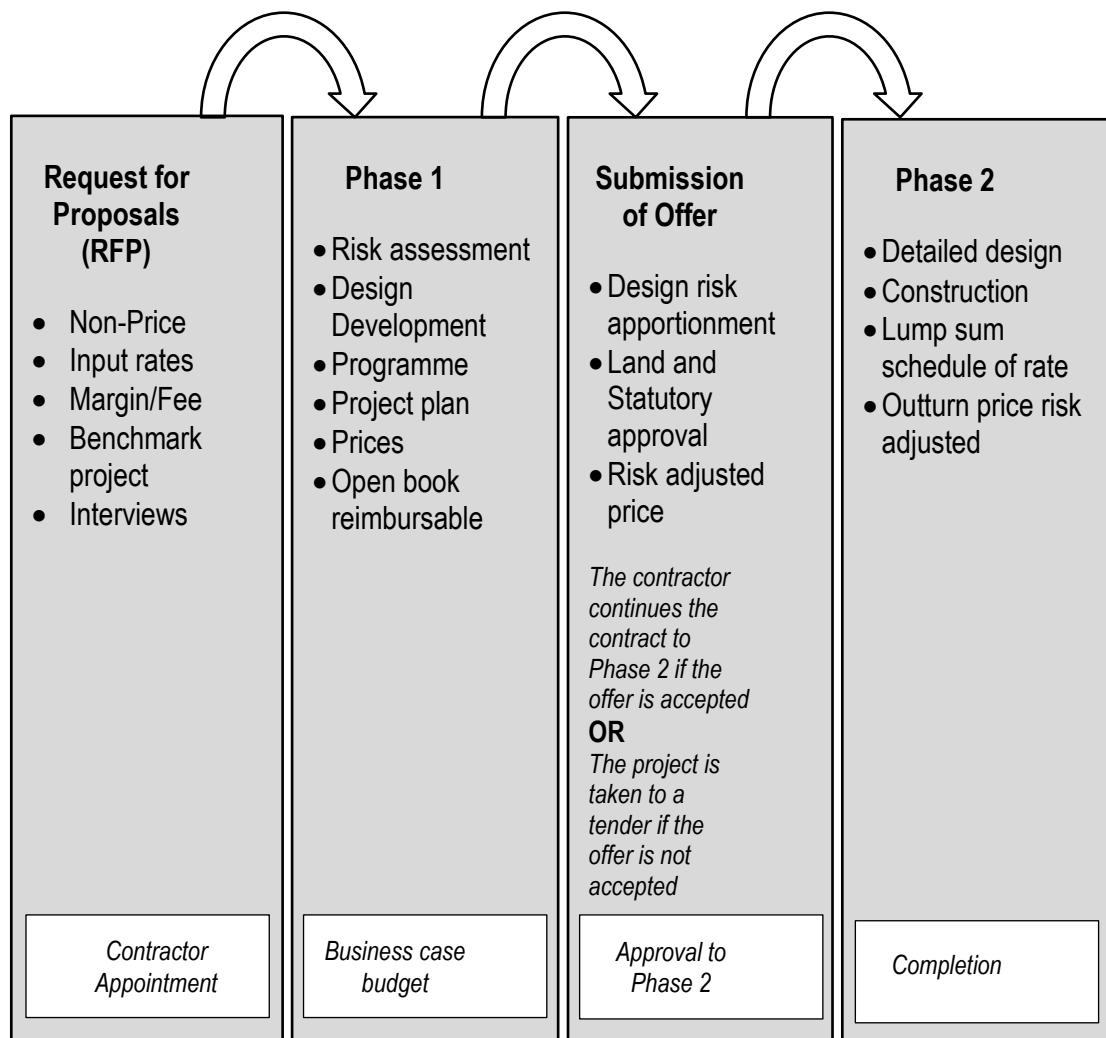 Request for
Proposals
(RFP)
• Non-Price
• Input rates
• Margin/Fee
• Benchmark
project
• Interviews
Contractor
Appointment
Phase 1
• Risk assessment
• Design
Development
• Programme
• Project plan
• Prices
• Open book
reimbursable
Business case
budget
Submission
of Offer
• Design risk
apportionment
• Land and
Statutory
approval
• Risk adjusted
price
The contractor
continues the
contract to
Phase 2 if the
offer is accepted
OR
The project is
taken to a
tender if the
offer is not
accepted
Approval to
Phase 2
Phase 2
• Detailed design
• Construction
• Lump sum
schedule of rate
• Outturn price risk
adjusted
Completion